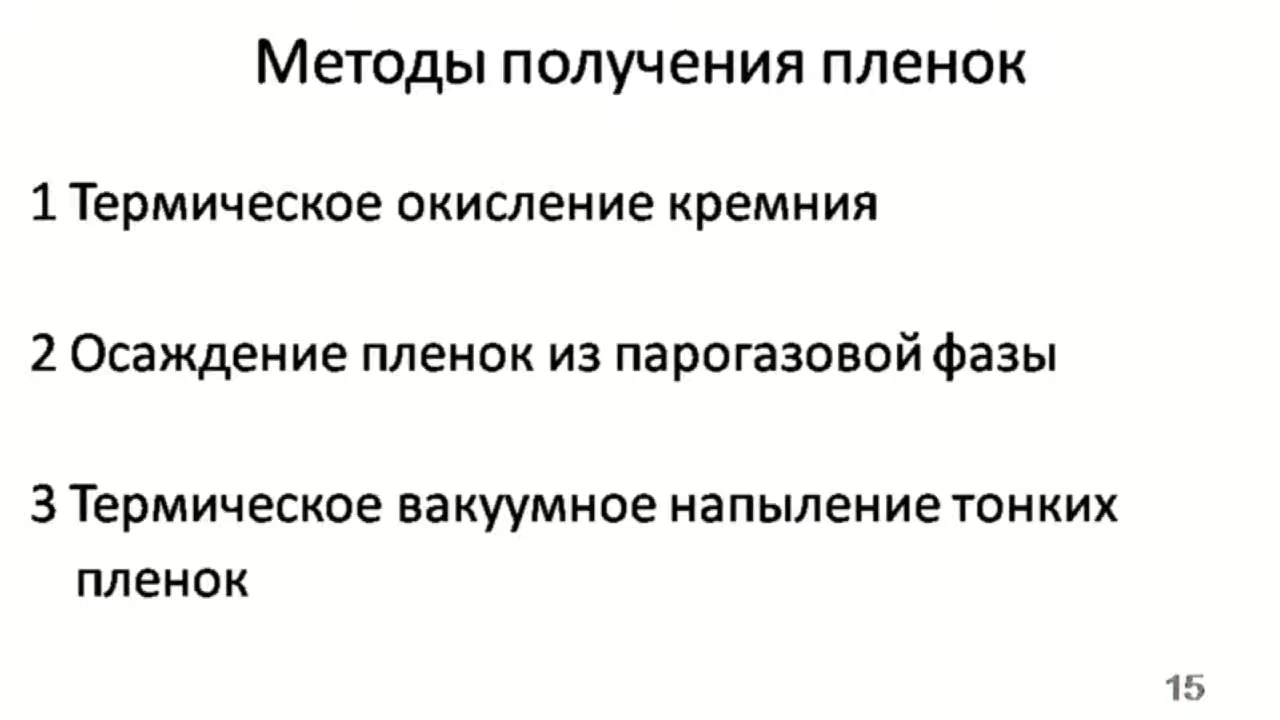 Методы получения пленок
1 Термическое окисление кремния
2 Осаждение пленок из парогазовой фазы
3 Термическое вакуумное напыление тонких
пленок
15